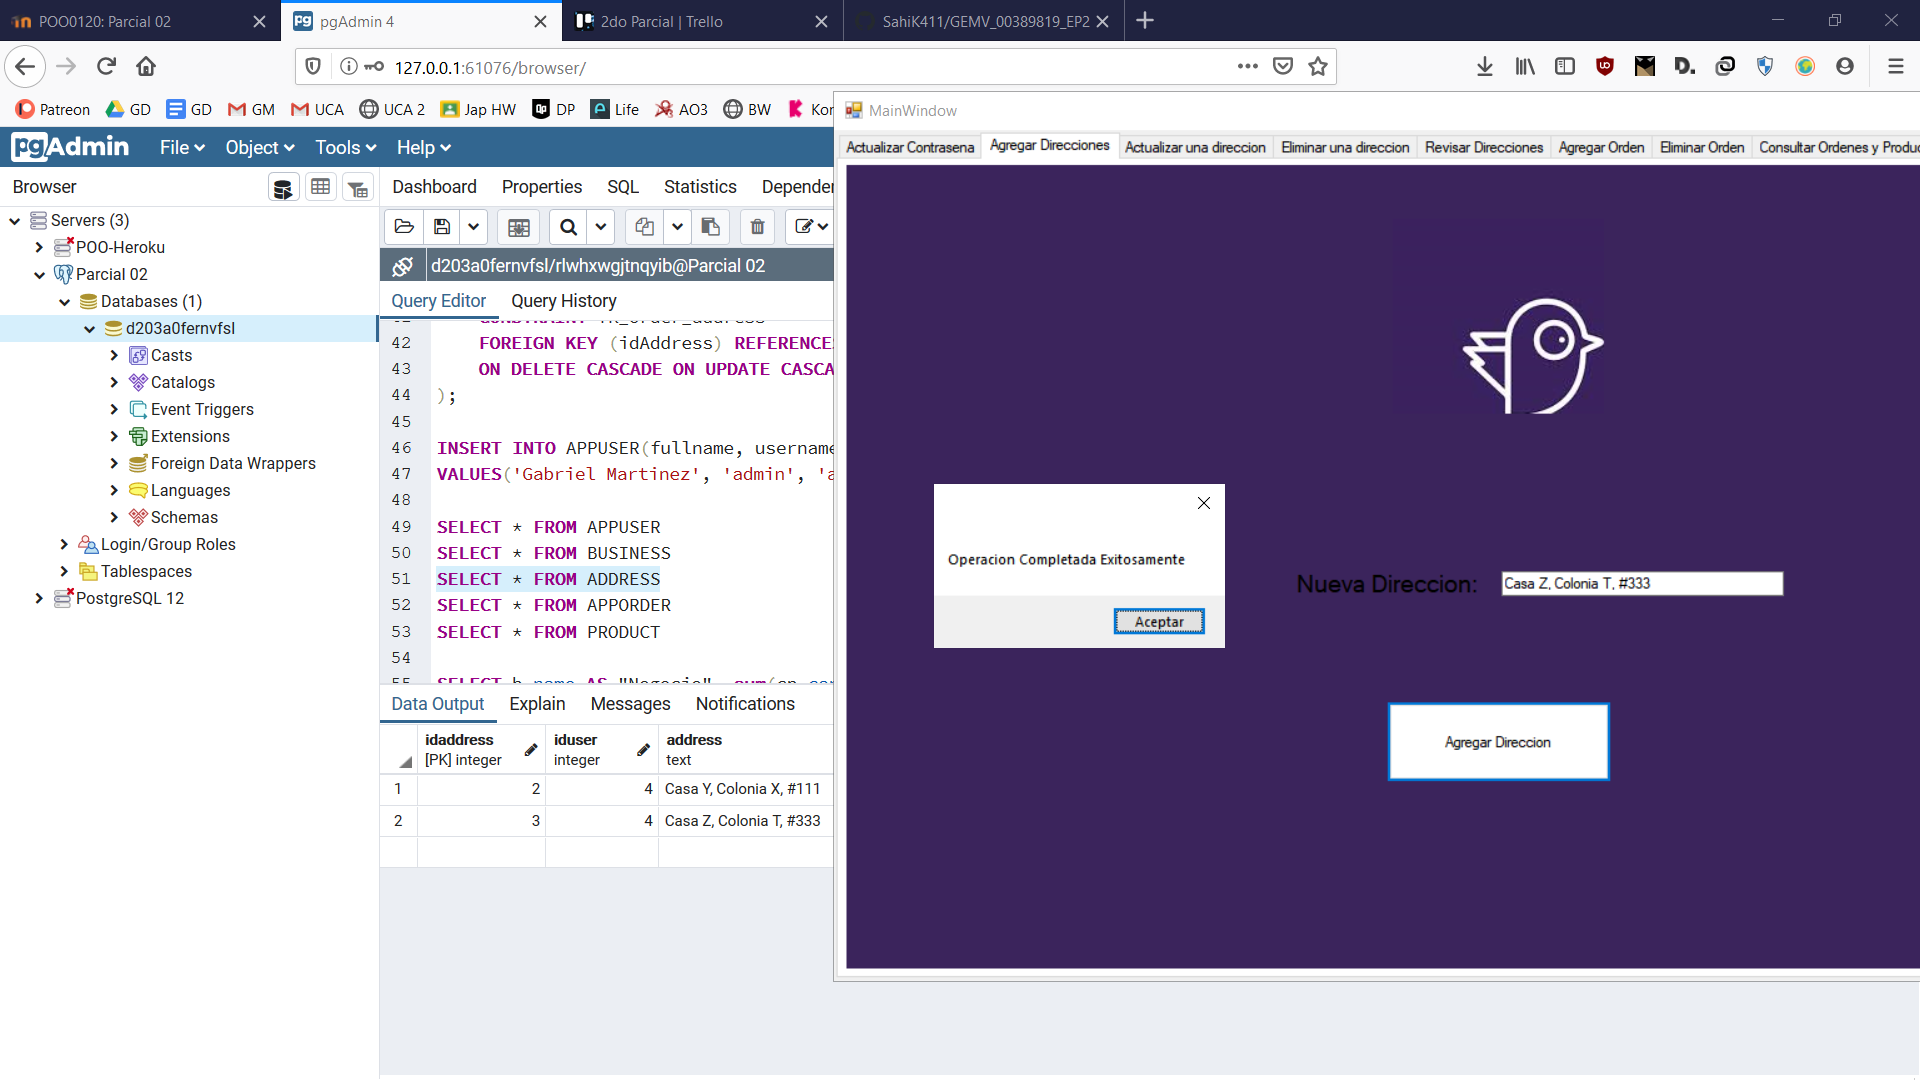 POO0120: Parcial 02
pgAdmin 4
2do Parcial | Trello
SahiK411/GEMV_00389819_EP2
127.0.0.1:61076/browser/
Patreon
GD
GD
GM
UCA
UCA 2
Jap HW
DP
Life
AO3
BW
Kor
pgAdmin
File
Object
Tools
Help
Browser
Dashboard
Properties
SQL
Statistics
Depender
Servers (3)
POO-Heroku
Parcial 02
Databases (1)
d203a0fernvfsl
Casts
Catalogs
Event Triggers
Extensions
Foreign Data Wrappers
Languages
Schemas
Login/Group Roles
Tablespaces
PostgreSQL 12
d203a0fernvfsl/rlwhxwgjtnqyib@Parcial 02
Query Editor
Query History
42 FOREIGN KEY (idAddress) REFERENCE
43 ON DELETE CASCADE ON UPDATE CASCA
44 );
45
46 INSERT INTO APPUSER(fullname, username
47 VALUES('Gabriel Martinez', 'admin', 'a
48
49 SELECT * FROM APPUSER
50 SELECT * FROM BUSINESS
51 SELECT * FROM ADDRESS
52 SELECT * FROM APPORDER
53 SELECT * FROM PRODUCT
54
Data Output
Explain
Messages
Notifications
idaddress iduser address
[PK] integer integer text
1 2 4 Casa Y, Colonia X, #111
2 3 4 Casa Z, Colonia T, #333
MainWindow
Actualizar Contrasena
Agregar Direcciones
Actualizar una direccion
Eliminar una direccion
Revisar Direcciones
Agregar Orden
Eliminar Orden
Consultar Ordenes y Produc
Operacion Completada Exitosamente
Aceptar
Nueva Direccion: Casa Z, Colonia T, #333
Agregar Direccion